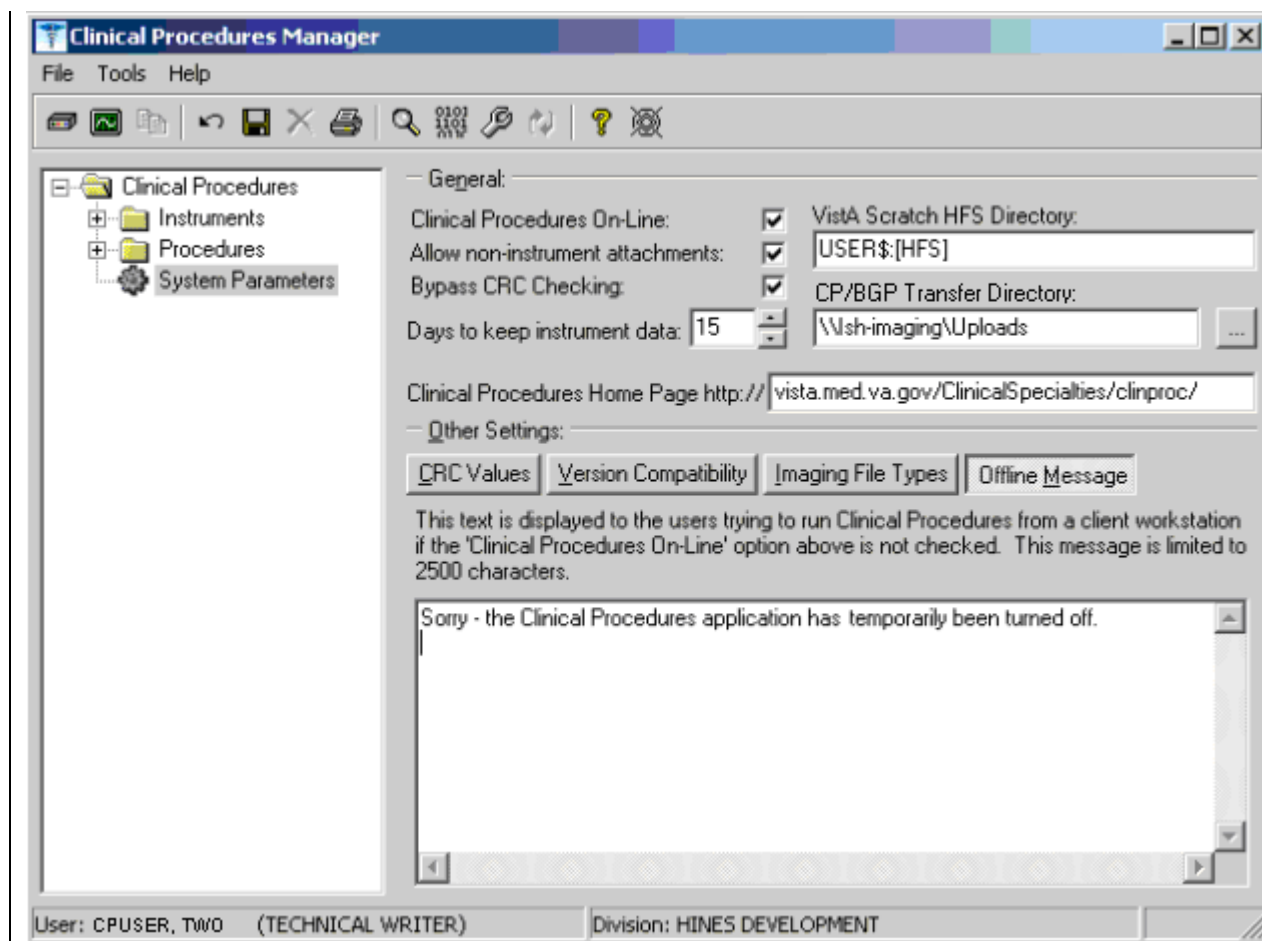 Clinical Procedures Manager
File Tools Help
Clinical Procedures
Instruments
Procedures
System Parameters
General:
Clinical Procedures On-Line:
Allow non-instrument attachments:
Bypass CRC Checking:
Days to keep instrument data: 15
VistA Scratch HFS Directory:
USER$:[HFS]
CP/BGP Transfer Directory:
\\Ish-imaging\Uploads
...
Clinical Procedures Home Page http:// vista.med.va.gov/ClinicalSpecialties/clinproc/
Other Settings:
CRC Values Version Compatibility Imaging File Types Offline Message
This text is displayed to the users trying to run Clinical Procedures from a client workstation
if the 'Clinical Procedures On-Line' option above is not checked. This message is limited to
2500 characters.
Sorry - the Clinical Procedures application has temporarily been turned off.
User: CPUSER, TWO (TECHNICAL WRITER) Division: HINES DEVELOPMENT